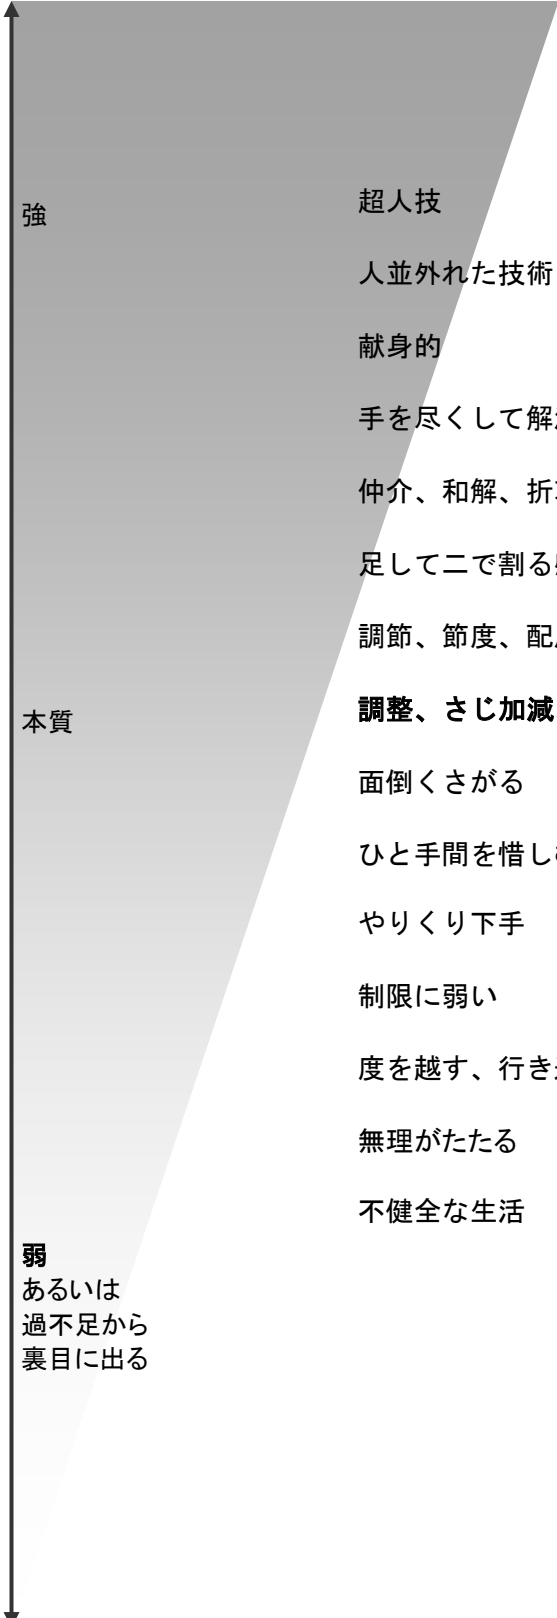 強
超人技
人並外れた技術
献身的
手を尽くして解
仲介、和解、折
足して二で割る
調節、節度、配
本質
調整、さじ加減
面倒くさがる
ひと手間を惜し
やりくり下手
制限に弱い
度を越す、行き
無理がたたる
不健全な生活
弱
あるいは
過不足から
裏目に出る